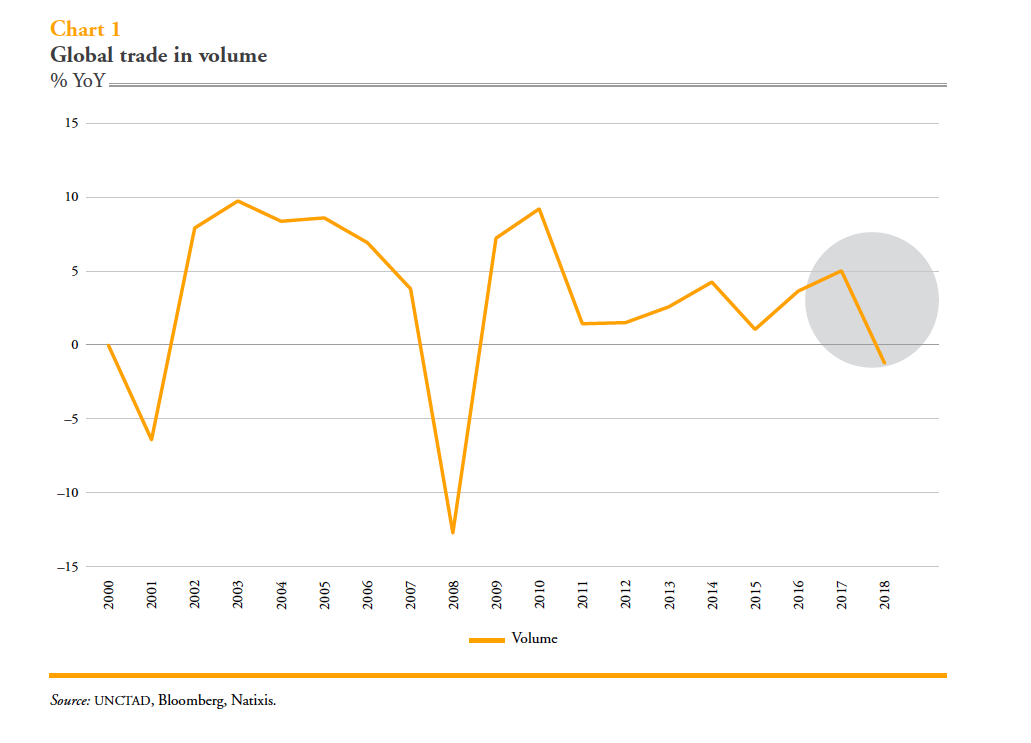 Chart 1
Global trade in volume
% YoY
15
10
5
0
–5
–10
–15
2000 2001 2002 2003 2004 2005 2006 2007 2008 2009 2010 2011 2012 2013 2014 2015 2016 2017 2018
Volume
Source: UNCTAD, Bloomberg, Natixis.